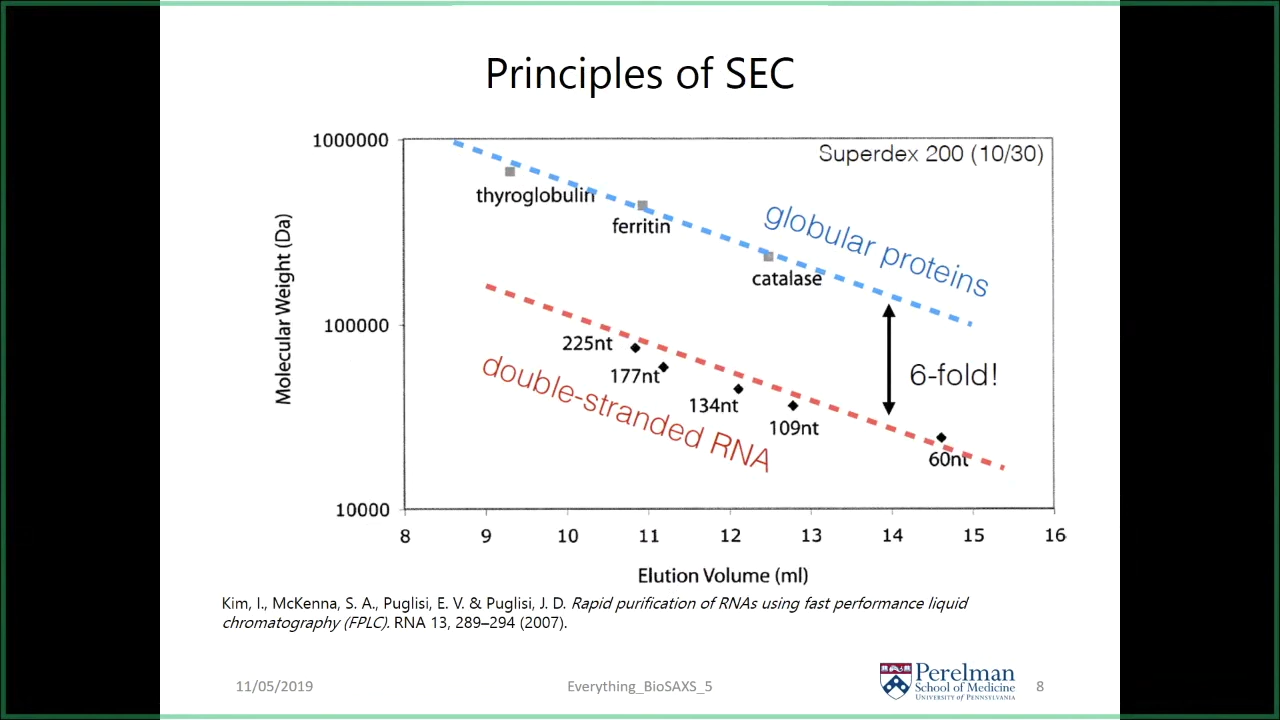 Principles of SEC
Superdex 200 (10/30)
1000000
100000
10000
Molecular Weight (Da)
thyroglobulin
ferritin
catalase
globular proteins
225nt
177nt
134nt
109nt
60nt
double-stranded RNA
6-fold!
8 9 10 11 12 13 14 15 16
Elution Volume (ml)
Kim, I., McKenna, S. A., Puglisi, E. V. & Puglisi, J. D. Rapid purification of RNAs using fast performance liquid
chromatography (FPLC). RNA 13, 289–294 (2007).
11/05/2019
Everything_BioSAXS_5
Perelman
School of Medicine
University of Pennsylvania
8